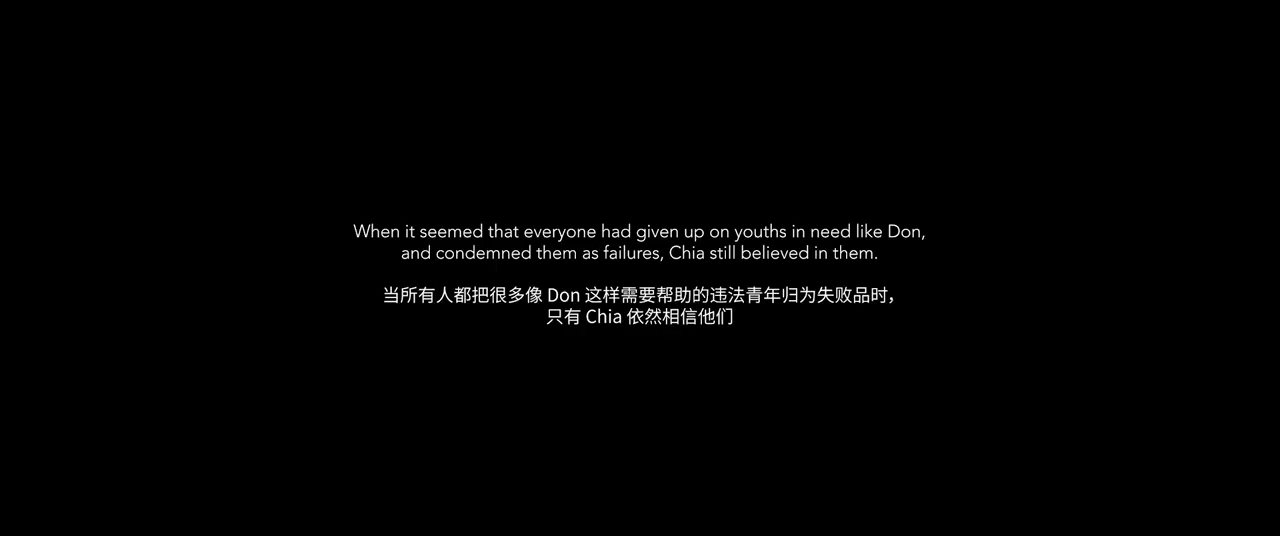 When it seemed that everyone had given up on youths in need like Don,
and condemned them as failures, Chia still believed in them.
当所有人都把很多像 Don 这样需要帮助的违法青年归为失败品时，
只有 Chia 依然相信他们